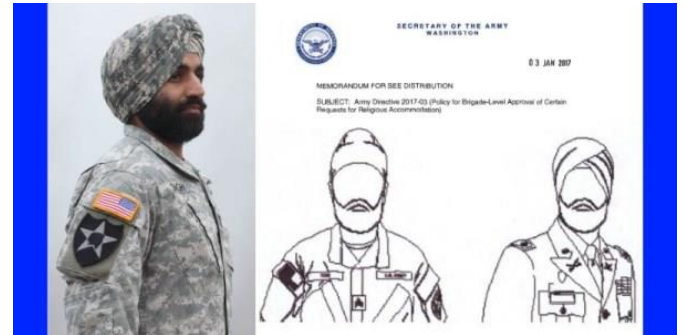 SECRETARY OF THE ARMY
WASHINGTON
03 JAN 2017
MEMORANDUM FOR SEE DISTRIBUTION
SUBJECT: Army Directive 2017-03 (Policy for Brigade-Level Approval of Certain
Requests for Religious Accommodation)
U.S. ARMY